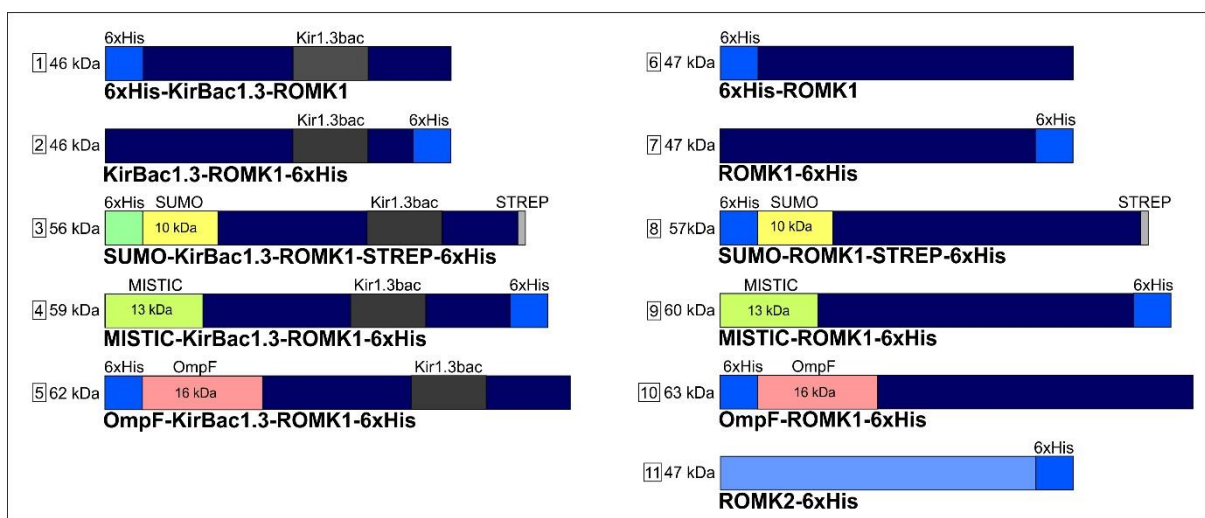 6xHis Kir1.3bac
1 46 kDa
6xHis-KirBac1.3-ROMK1
Kir1.3bac 6xHis
2 46 kDa
KirBac1.3-ROMK1-6xHis
6xHis SUMO Kir1.3bac STREP
3 56 kDa 10 kDa
SUMO-KirBac1.3-ROMK1-STREP-6xHis
MISTIC Kir1.3bac 6xHis
4 59 kDa 13 kDa
MISTIC-KirBac1.3-ROMK1-6xHis
6xHis OmpF Kir1.3bac
5 62 kDa 16 kDa
OmpF-KirBac1.3-ROMK1-6xHis
6xHis
6 47 kDa
6xHis-ROMK1
6xHis
7 47 kDa
ROMK1-6xHis
6xHis SUMO STREP
8 57kDa 10 kDa
SUMO-ROMK1-STREP-6xHis
MISTIC 6xHis
9 60 kDa 13 kDa
MISTIC-ROMK1-6xHis
6xHis OmpF
10 63 kDa 16 kDa
OmpF-ROMK1-6xHis
6xHis
11 47 kDa
ROMK2-6xHis